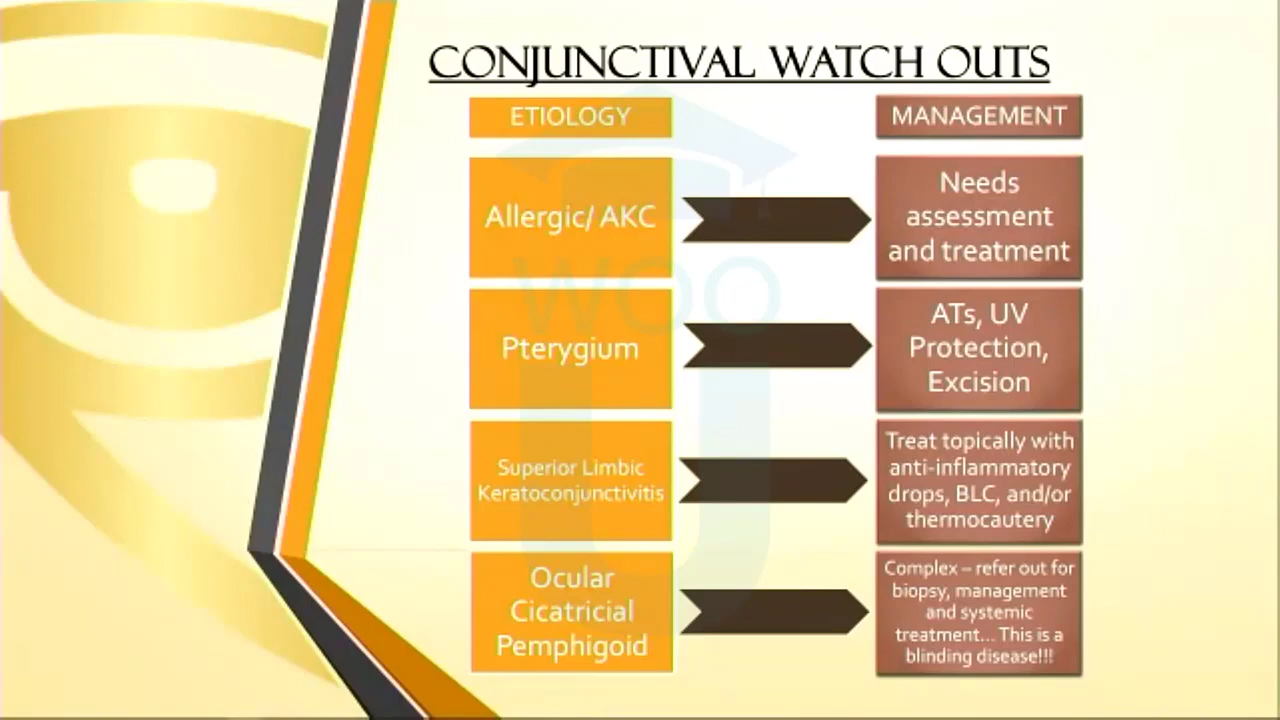 CONJUNCTIVAL WATCH OUTS
ETIOLOGY
MANAGEMENT
Allergic/ AKC
Needs
assessment
and treatment
Pterygium
ATs, UV
Protection,
Excision
Superior Limbic
Keratoconjunctivitis
Treat topically with
anti-inflammatory
drops, BLC, and/or
thermocautery
Ocular
Cicatricial
Pemphigoid
Complex – refer out for
biopsy, management
and systemic
treatment... This is a
blinding disease!!!
WOO
U